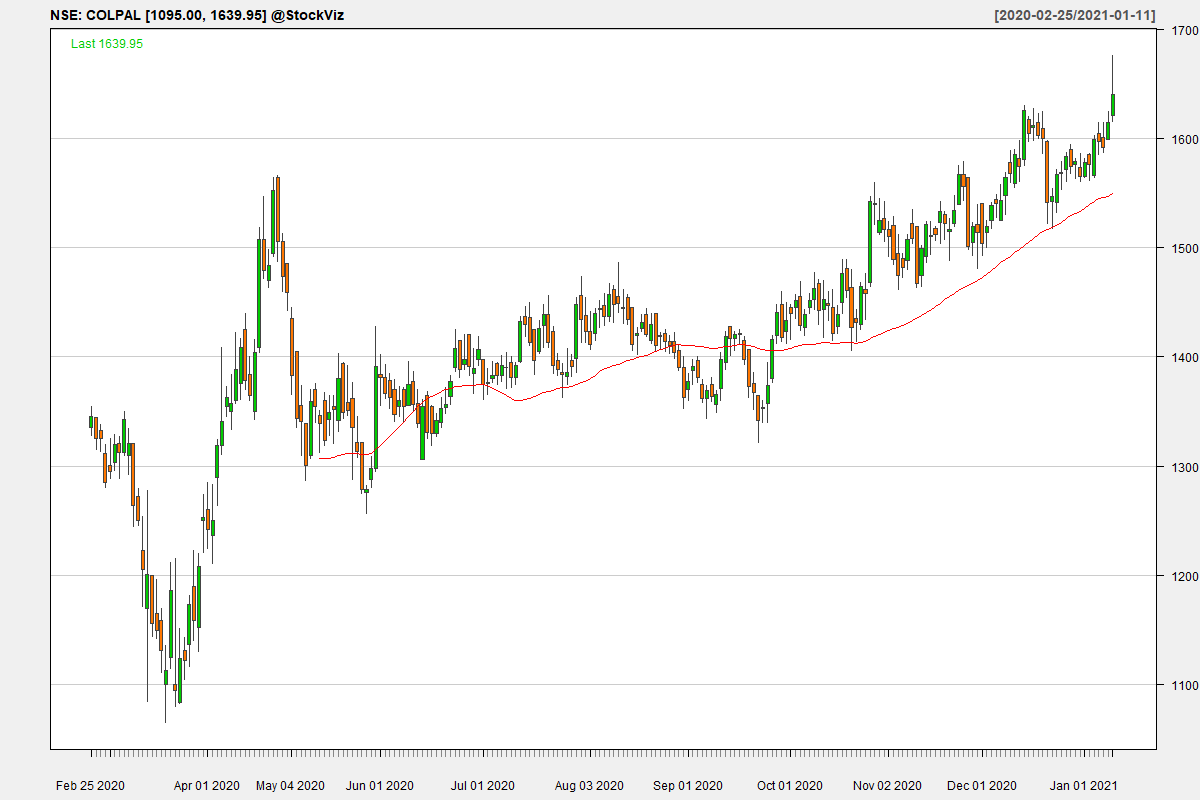 NSE: COLPAL [1095.00, 1639.95] @StockViz [2020-02-25/2021-01-11]
Last 1639.95
1700
1600
1500
1400
1300
1200
1100
Feb 25 2020 Apr 01 2020 May 04 2020 Jun 01 2020 Jul 01 2020 Aug 03 2020 Sep 01 2020 Oct 01 2020 Nov 02 2020 Dec 01 2020 Jan 01 2021